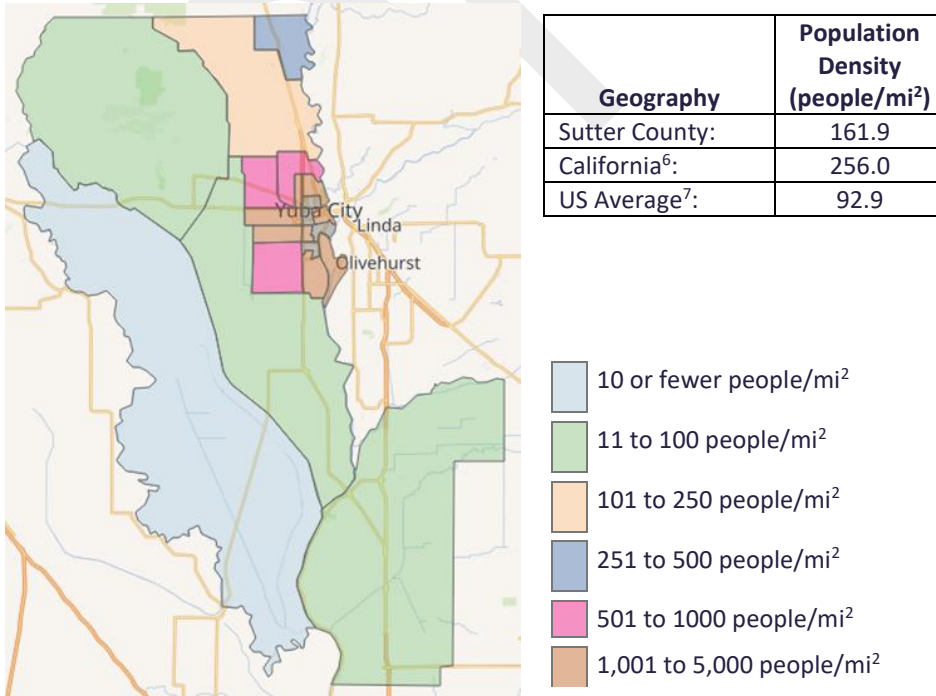 Yuba City
Linda
Olivehurst
Geography
Population
Density
(people/mi²)
Sutter County: 161.9
California⁶: 256.0
US Average⁷: 92.9
10 or fewer people/mi²
11 to 100 people/mi²
101 to 250 people/mi²
251 to 500 people/mi²
501 to 1000 people/mi²
1,001 to 5,000 people/mi²